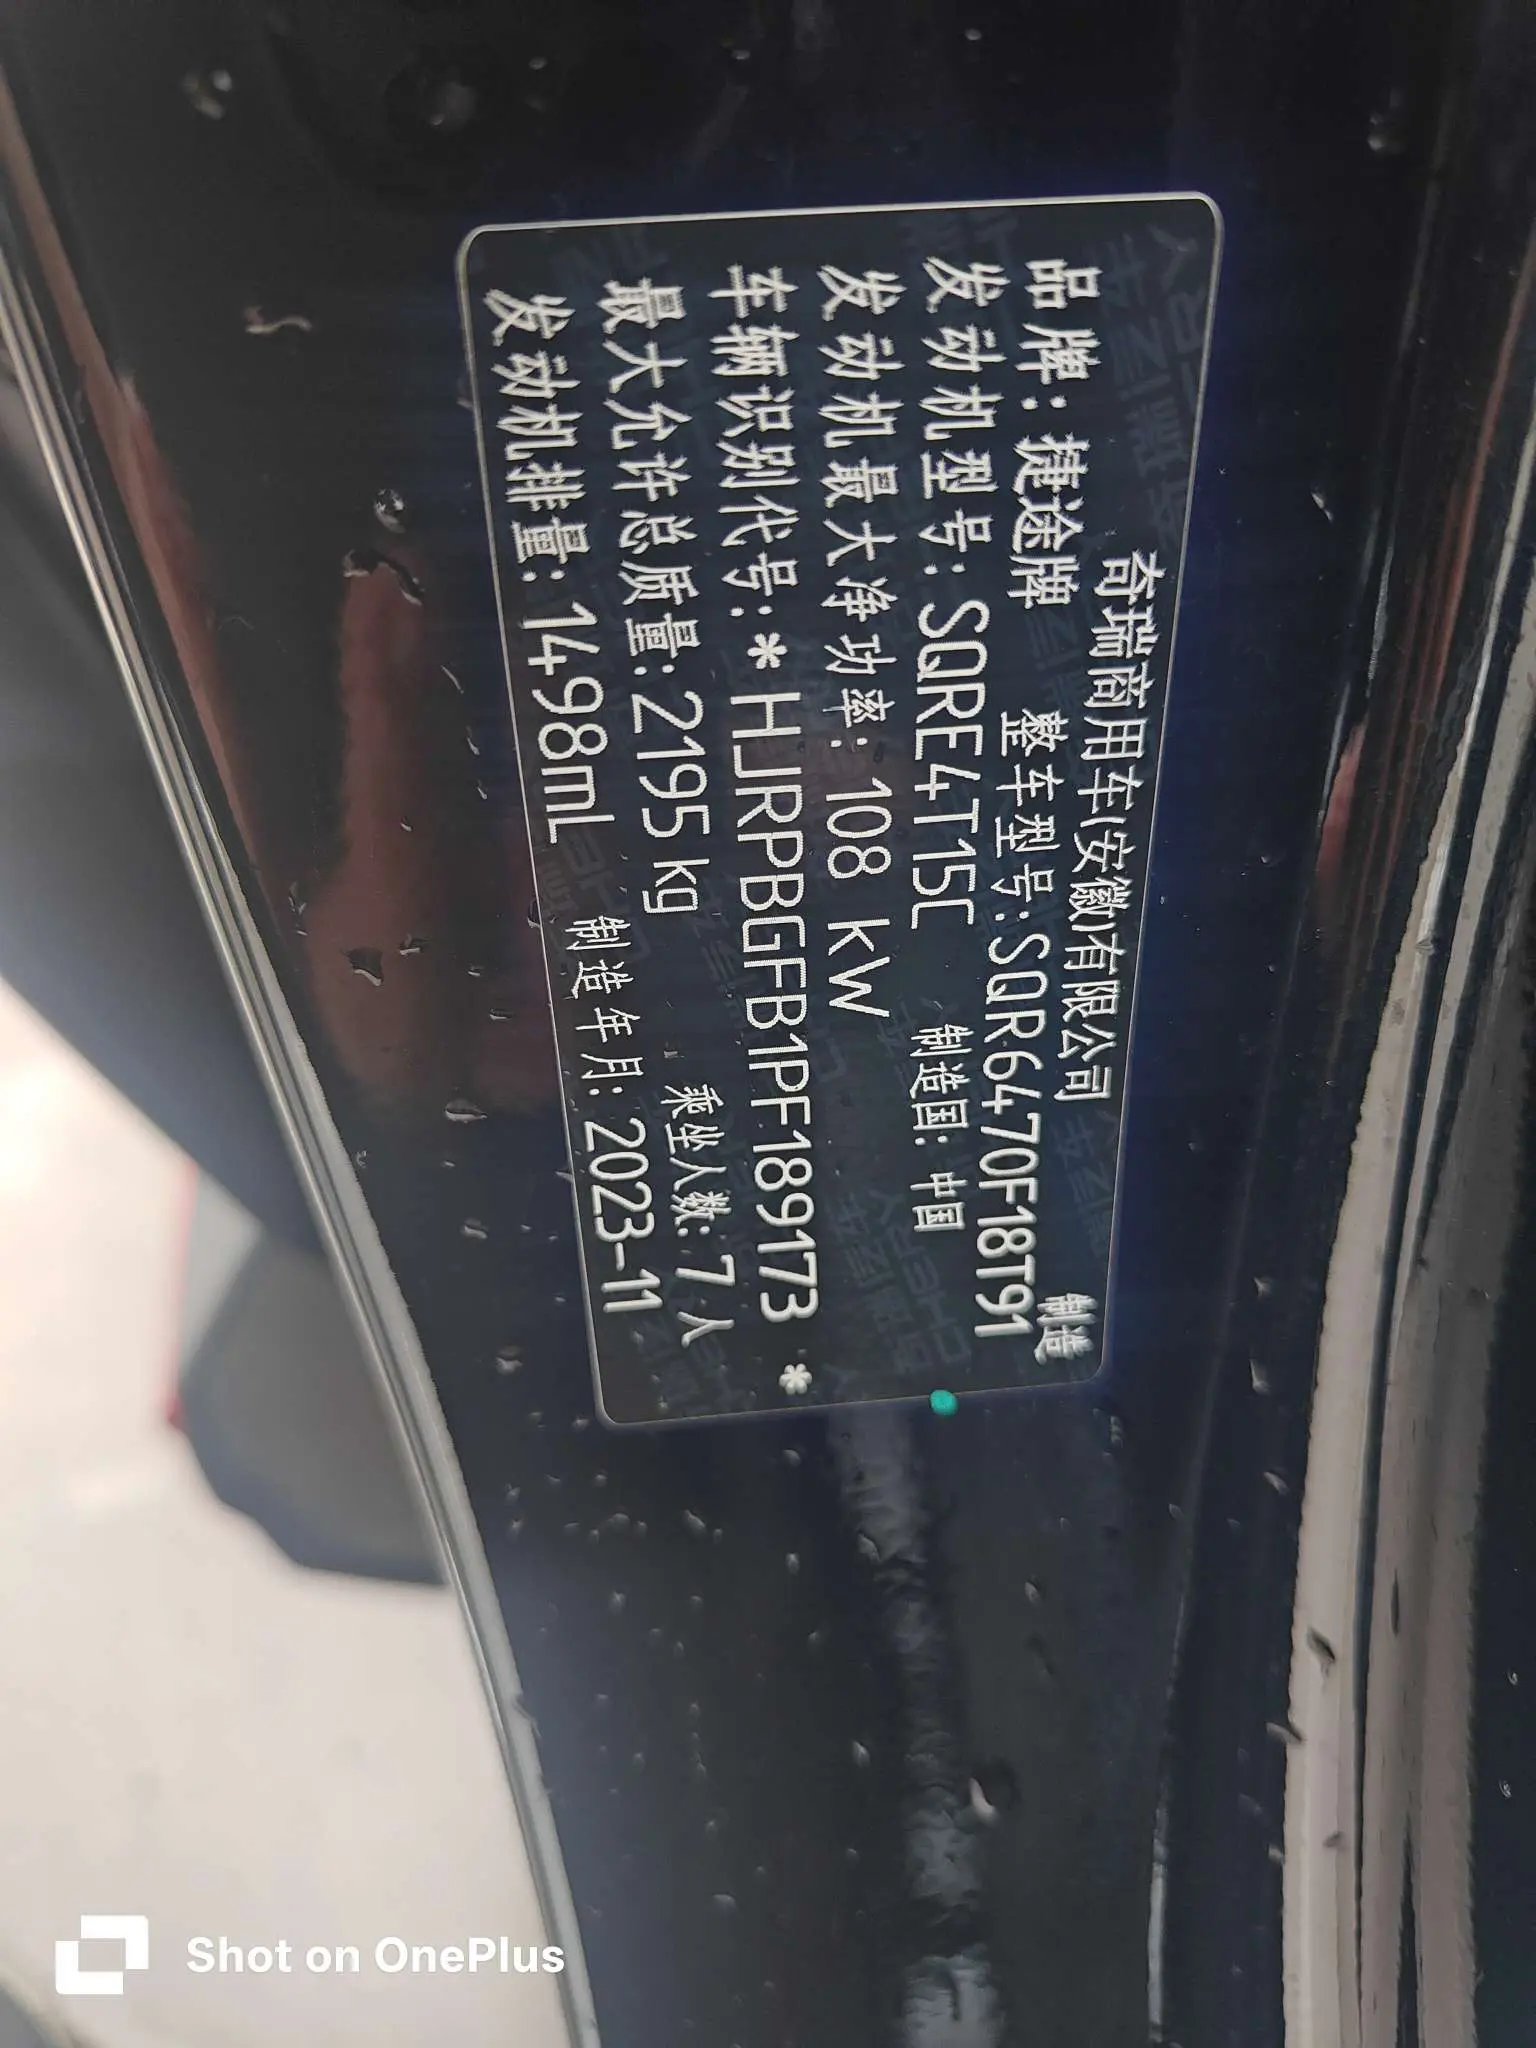 奇瑞商用车(安徽)有限公司 制造
品牌:捷途牌 整车型号:SQR6470F18T91
发动机型号:SQRE4T15C 制造国:中国
发动机最大净功率:108 kW
车辆识别代号:*HJRPBGFB1PF189173*
最大允许总质量:2195kg 乘坐人数:7人
发动机排量:1498mL 制造年月:2023-11
Shot on OnePlus